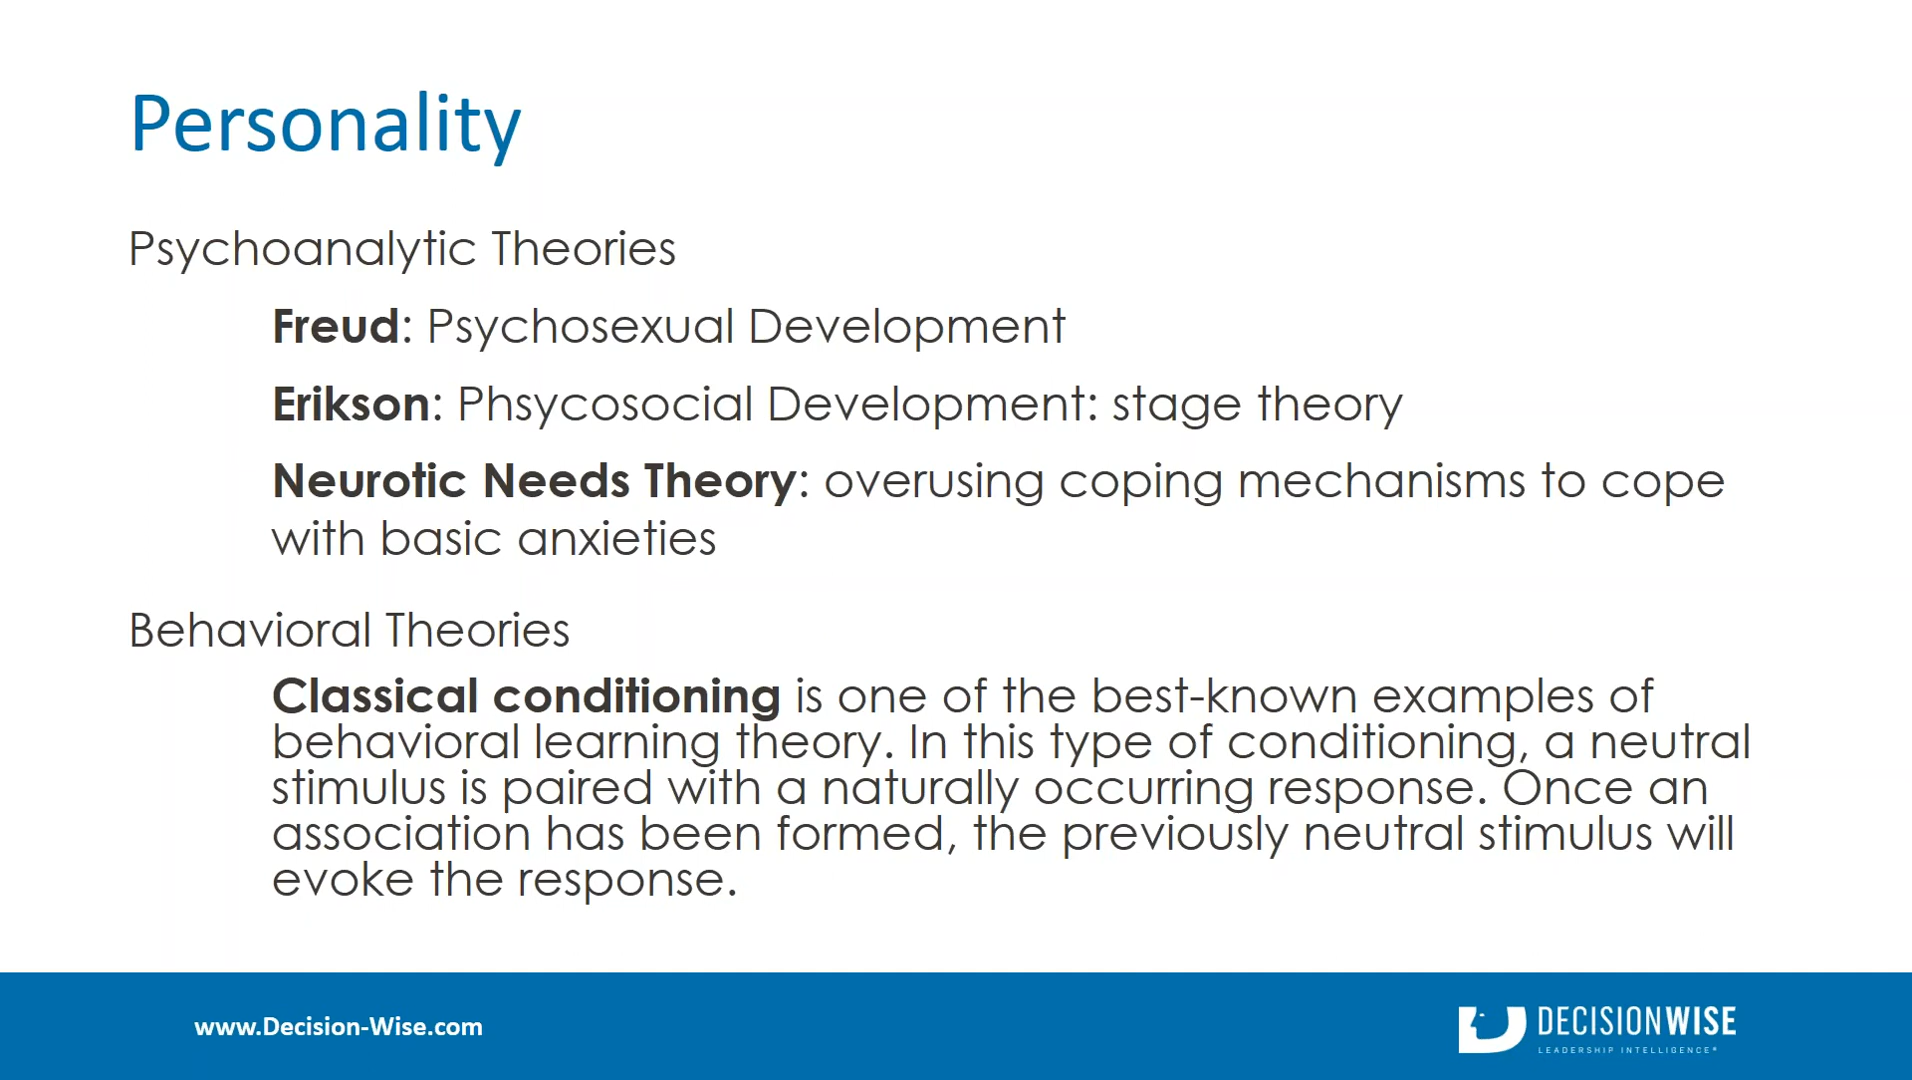 Personality
Psychoanalytic Theories
Freud: Psychosexual Development
Erikson: Phsycosocial Development: stage theory
Neurotic Needs Theory: overusing coping mechanisms to cope
with basic anxieties
Behavioral Theories
Classical conditioning is one of the best-known examples of
behavioral learning theory. In this type of conditioning, a neutral
stimulus is paired with a naturally occurring response. Once an
association has been formed, the previously neutral stimulus will
evoke the response.
www.Decision-Wise.com
DECISIONWISE
LEADERSHIP INTELLIGENCE®